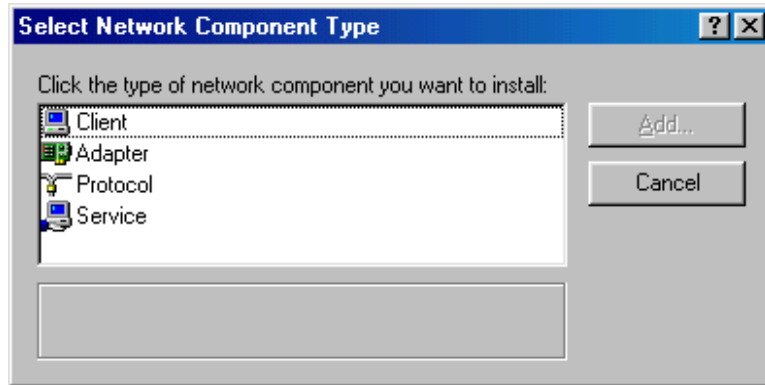 Select Network Component Type
Click the type of network component you want to install:
Client
Add...
Adapter
Protocol
Cancel
Service